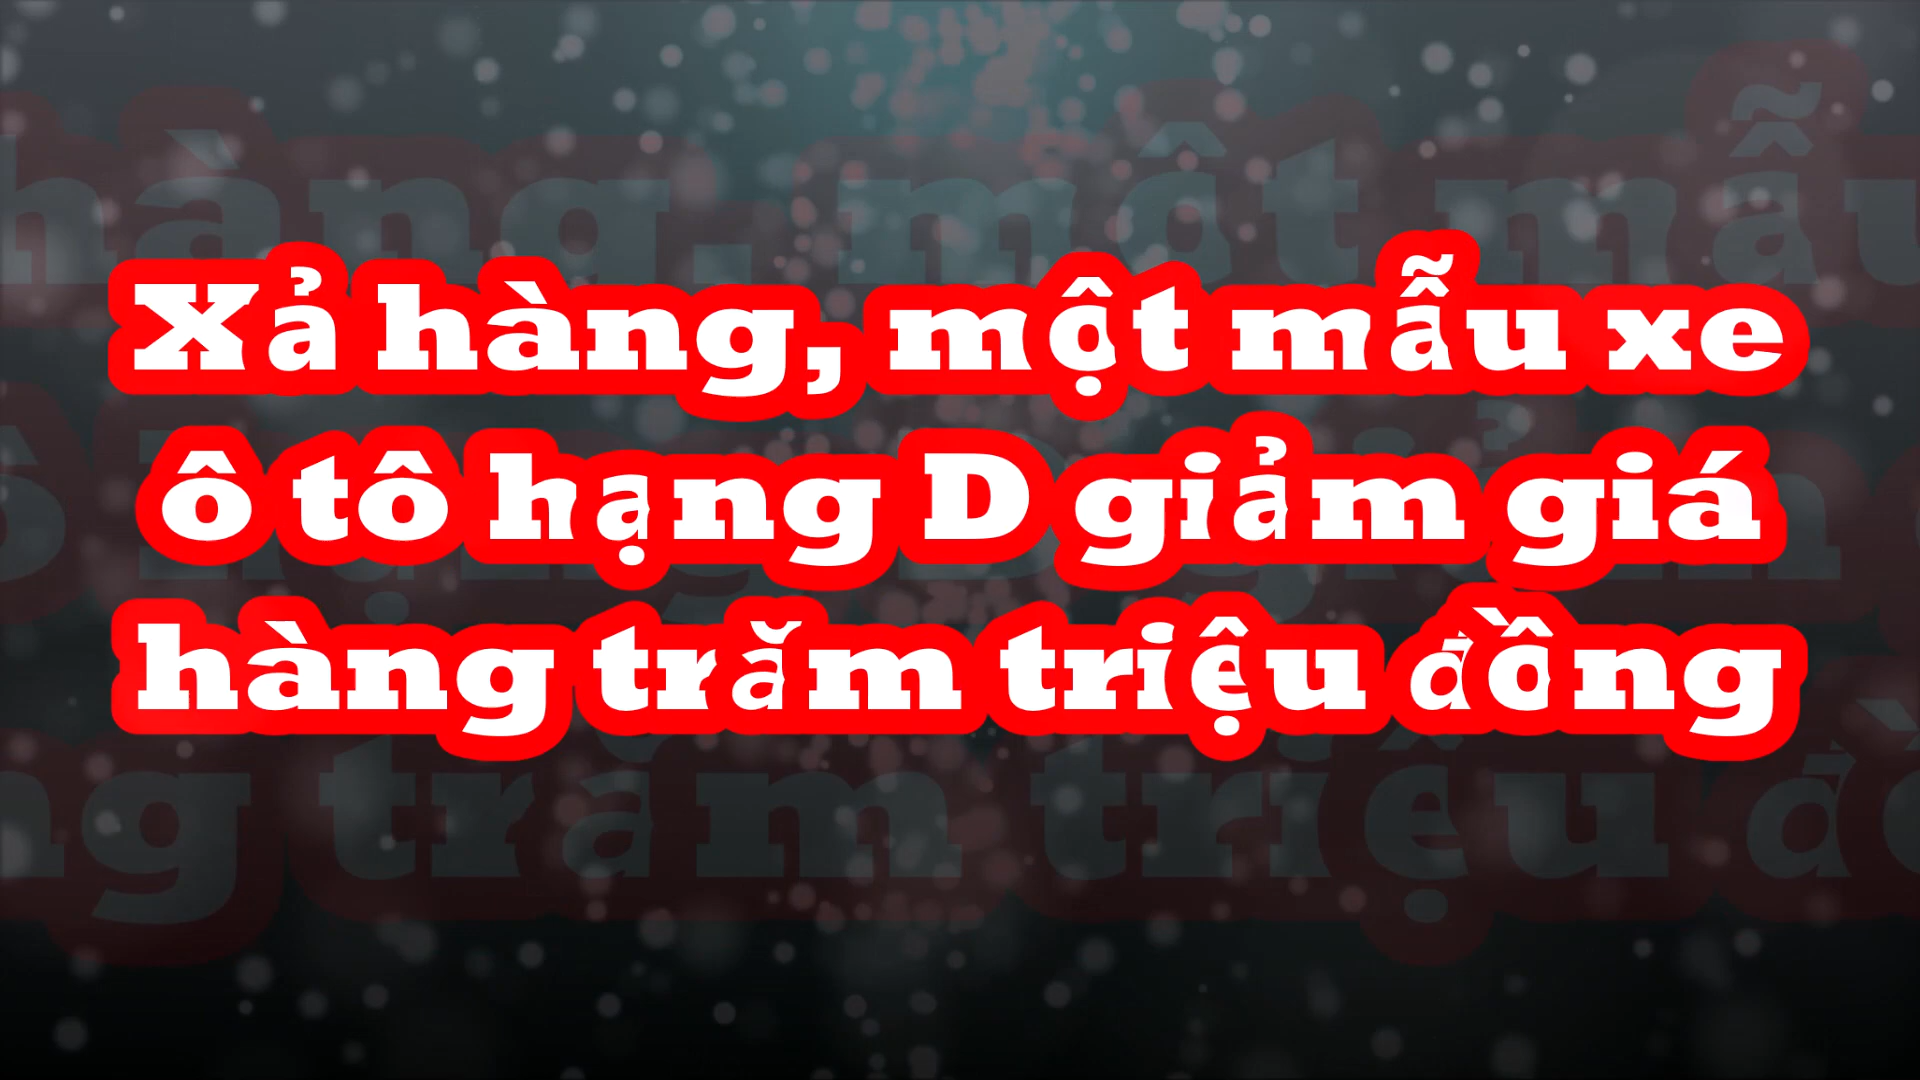 Xả hàng, một mẫu xe
ô tô hạng D giảm giá
hàng trăm triệu đồng